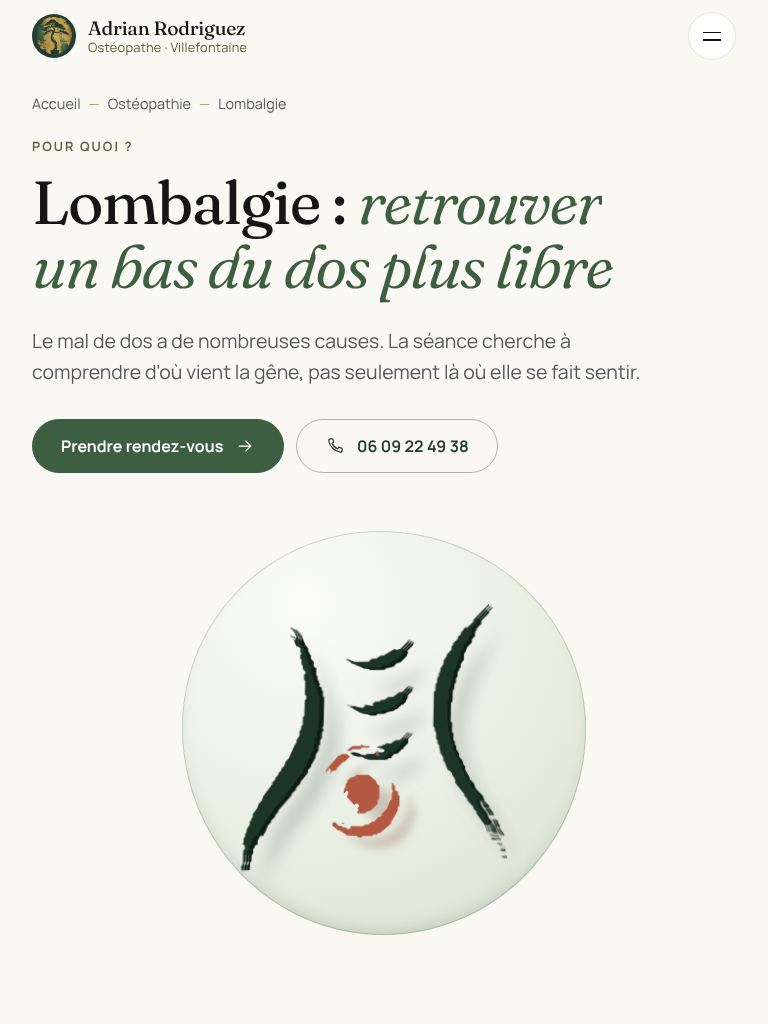 Adrian Rodriguez
Ostéopathe · Villefontaine
Accueil — Ostéopathie — Lombalgie
POUR QUOI ?
Lombalgie : retrouver
un bas du dos plus libre
Le mal de dos a de nombreuses causes. La séance cherche à
comprendre d'où vient la gêne, pas seulement là où elle se fait sentir.
Prendre rendez-vous →
06 09 22 49 38